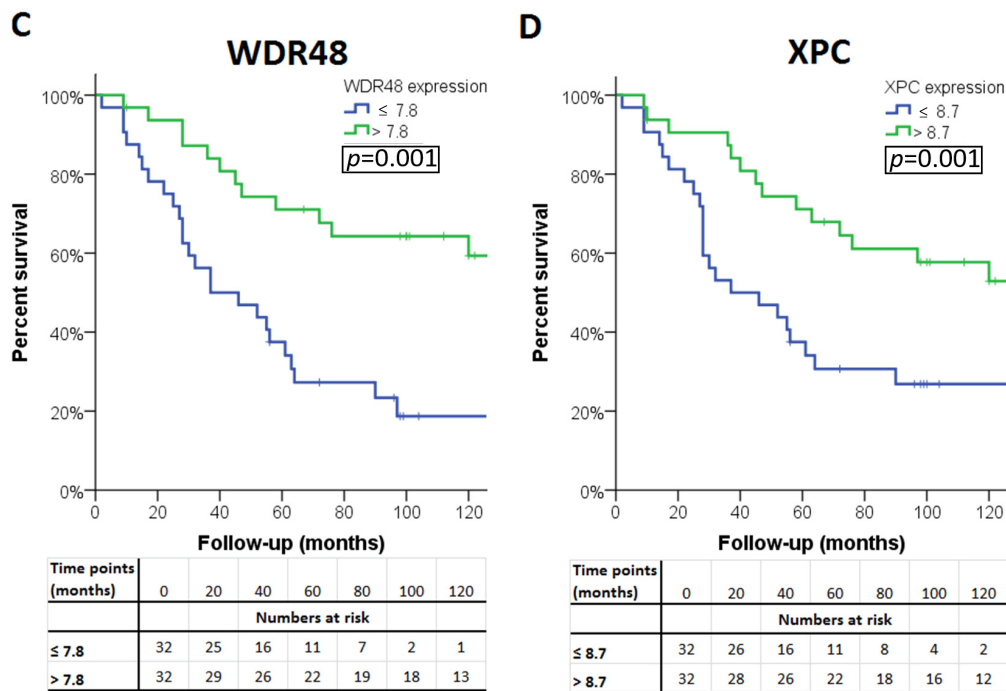 C
WDR48
WDR48 expression
≤ 7.8
> 7.8
p=0.001
100%
80%
60%
40%
20%
0%
Percent survival
0 20 40 60 80 100 120
Follow-up (months)
Time points (months) 0 20 40 60 80 100 120
Numbers at risk
≤ 7.8 32 25 16 11 7 2 1
> 7.8 32 29 26 22 19 18 13
D
XPC
XPC expression
≤ 8.7
> 8.7
p=0.001
100%
80%
60%
40%
20%
0%
Percent survival
0 20 40 60 80 100 120
Follow-up (months)
Time points (months) 0 20 40 60 80 100 120
Numbers at risk
≤ 8.7 32 26 16 11 8 4 2
> 8.7 32 28 26 22 18 16 12